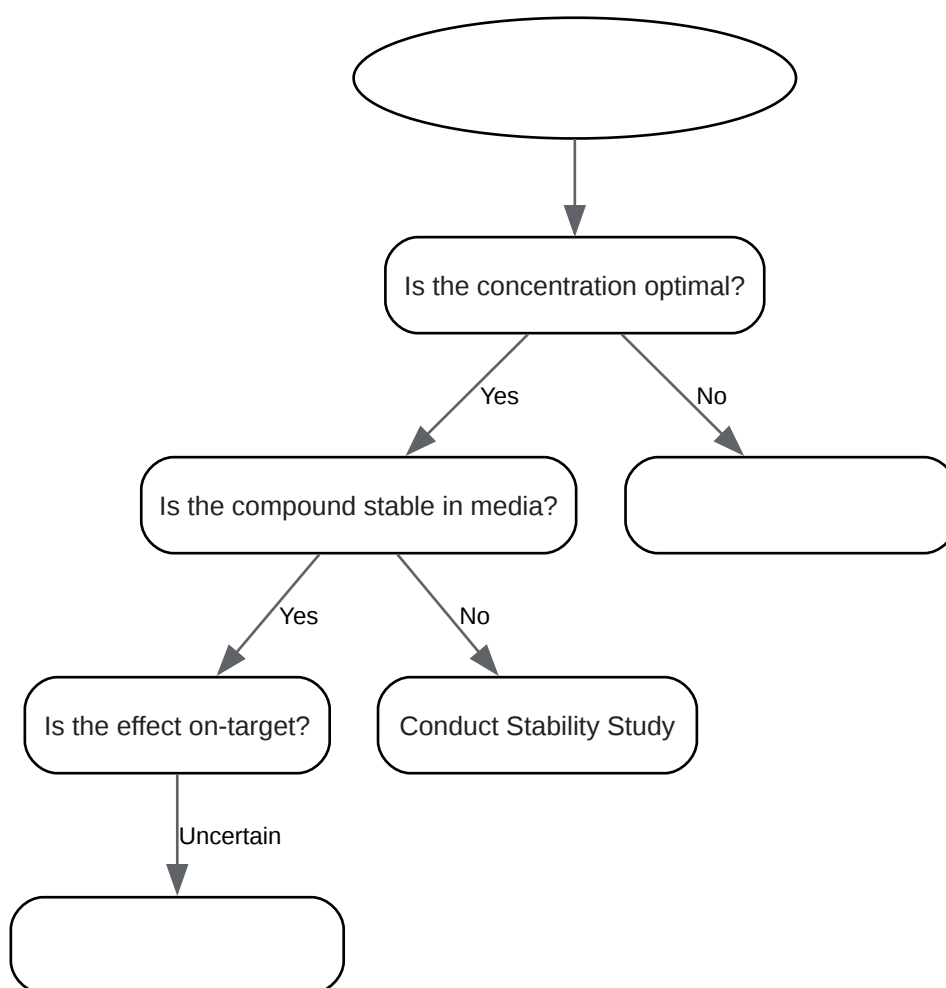 Is the concentration optimal?
Yes
No
Is the compound stable in media?
Yes
No
Is the effect on-target?
Conduct Stability Study
Uncertain